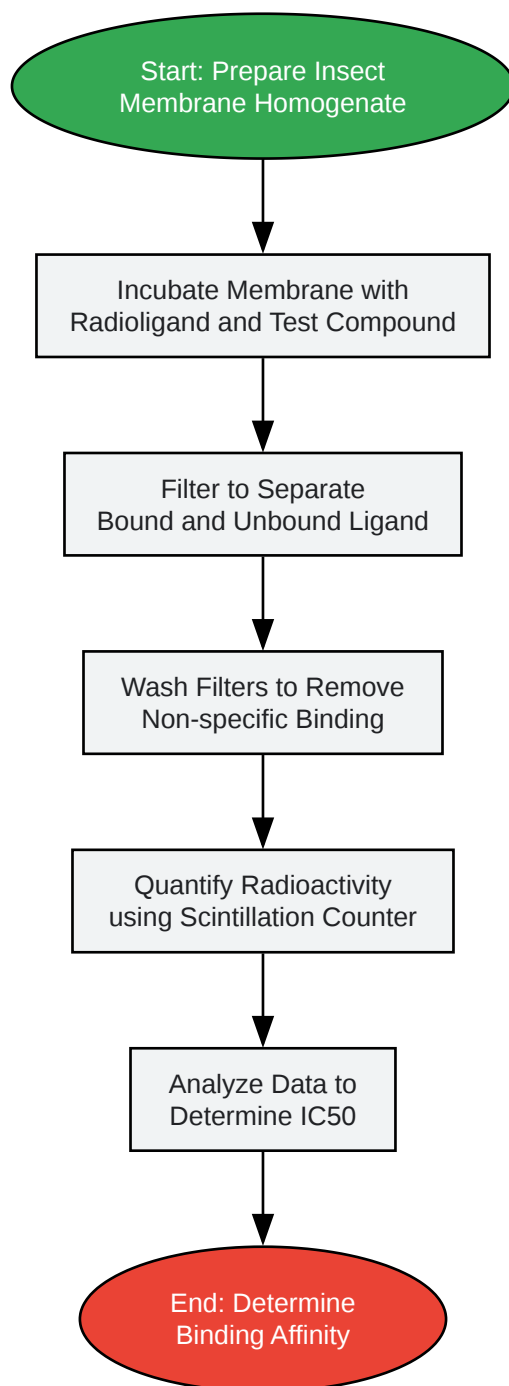 Start: Prepare Insect
Membrane Homogenate
Incubate Membrane with
Radioligand and Test Compound
Filter to Separate
Bound and Unbound Ligand
Wash Filters to Remove
Non-specific Binding
Quantify Radioactivity
using Scintillation Counter
Analyze Data to
Determine IC50
End: Determine
Binding Affinity